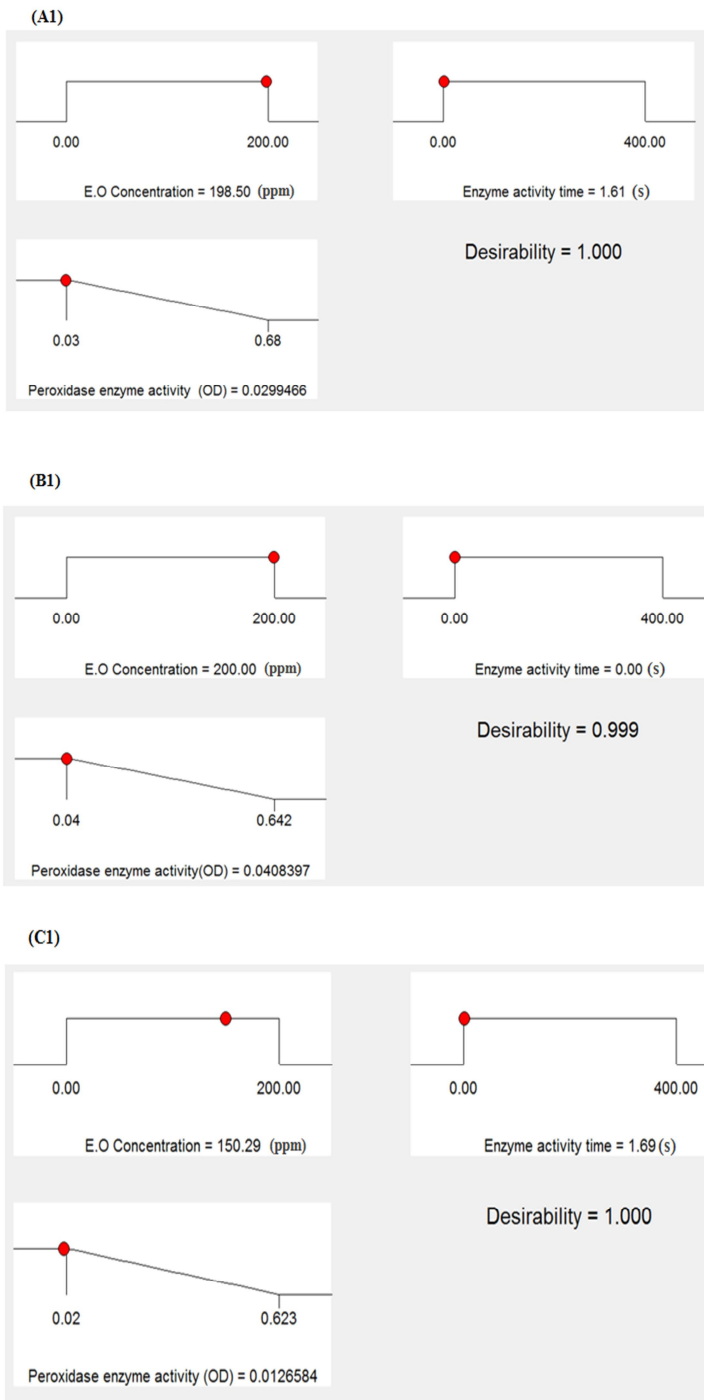 (A1)
0.00 200.00 0.00 400.00
E.O Concentration = 198.50 (ppm) Enzyme activity time = 1.61 (s)
Desirability = 1.000
0.03 0.68
Peroxidase enzyme activity (OD) = 0.0299466
(B1)
0.00 200.00 0.00 400.00
E.O Concentration = 200.00 (ppm) Enzyme activity time = 0.00 (s)
Desirability = 0.999
0.04 0.642
Peroxidase enzyme activity(OD) = 0.0408397
(C1)
0.00 200.00 0.00 400.00
E.O Concentration = 150.29 (ppm) Enzyme activity time = 1.69 (s)
Desirability = 1.000
0.02 0.623
Peroxidase enzyme activity (OD) = 0.0126584